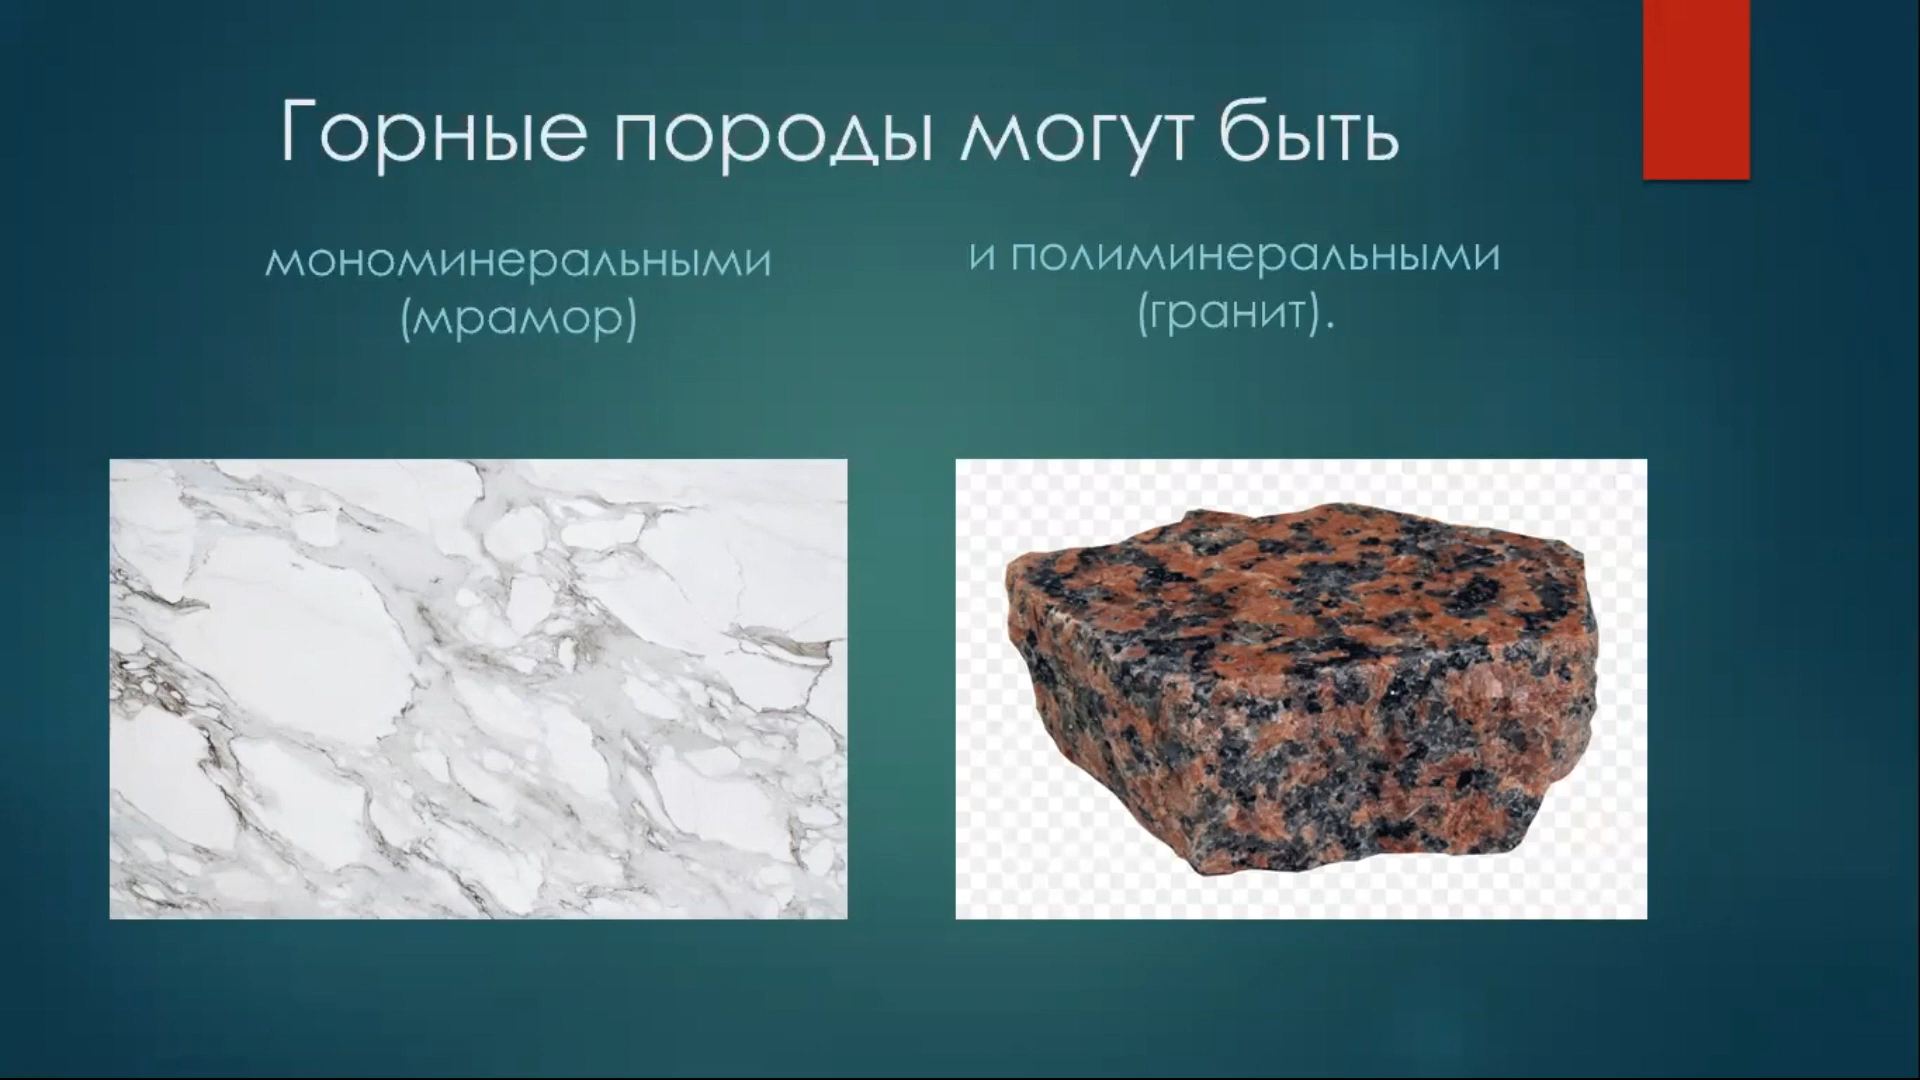 Горные породы могут быть
мономинеральными
(мрамор)
и полиминеральными
(гранит).